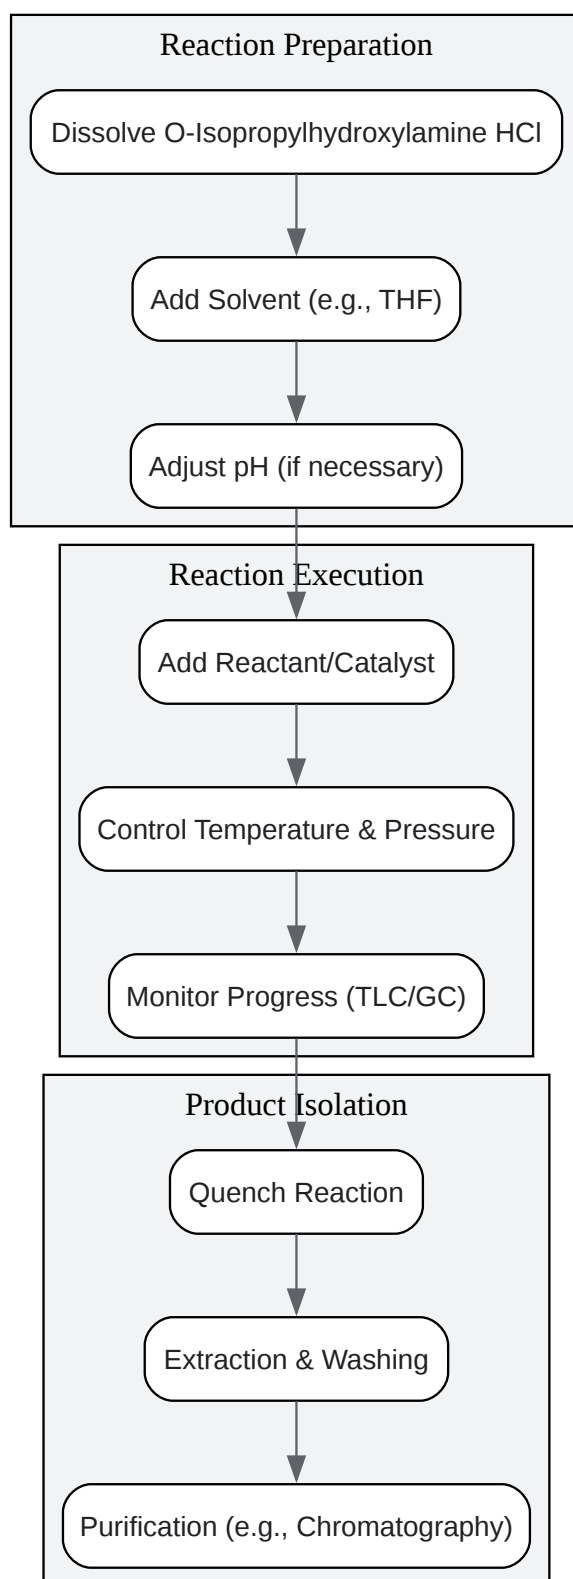 Reaction Preparation
Dissolve O-Isopropylhydroxylamine HCl
Add Solvent (e.g., THF)
Adjust pH (if necessary)
Reaction Execution
Add Reactant/Catalyst
Control Temperature & Pressure
Monitor Progress (TLC/GC)
Product Isolation
Quench Reaction
Extraction & Washing
Purification (e.g., Chromatography)